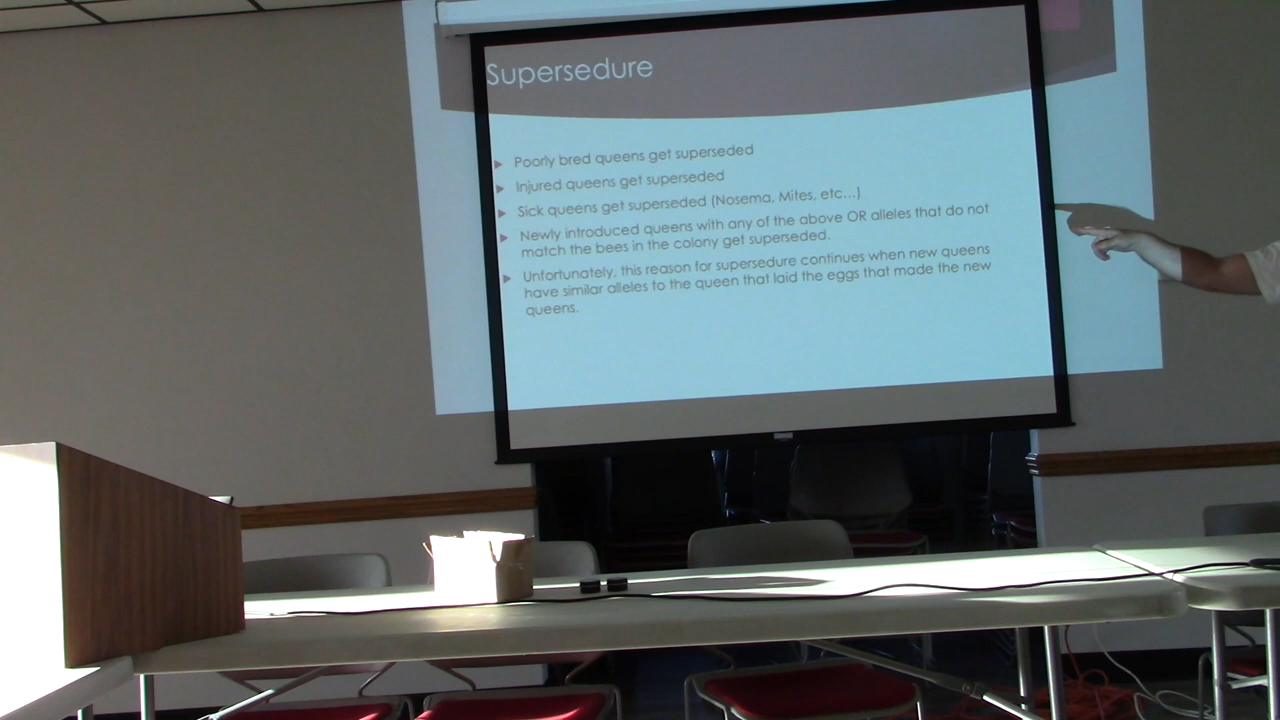 Supersedure
Poorly bred queens get superseded
Injured queens get superseded
Sick queens get superseded (Nosema, Mites, etc...)
Newly introduced queens with any of the above OR alleles that do not
match the bees in the colony get superseded.
Unfortunately, this reason for supersedure continues when new queens
have similar alleles to the queen that laid the eggs that made the new
queens.